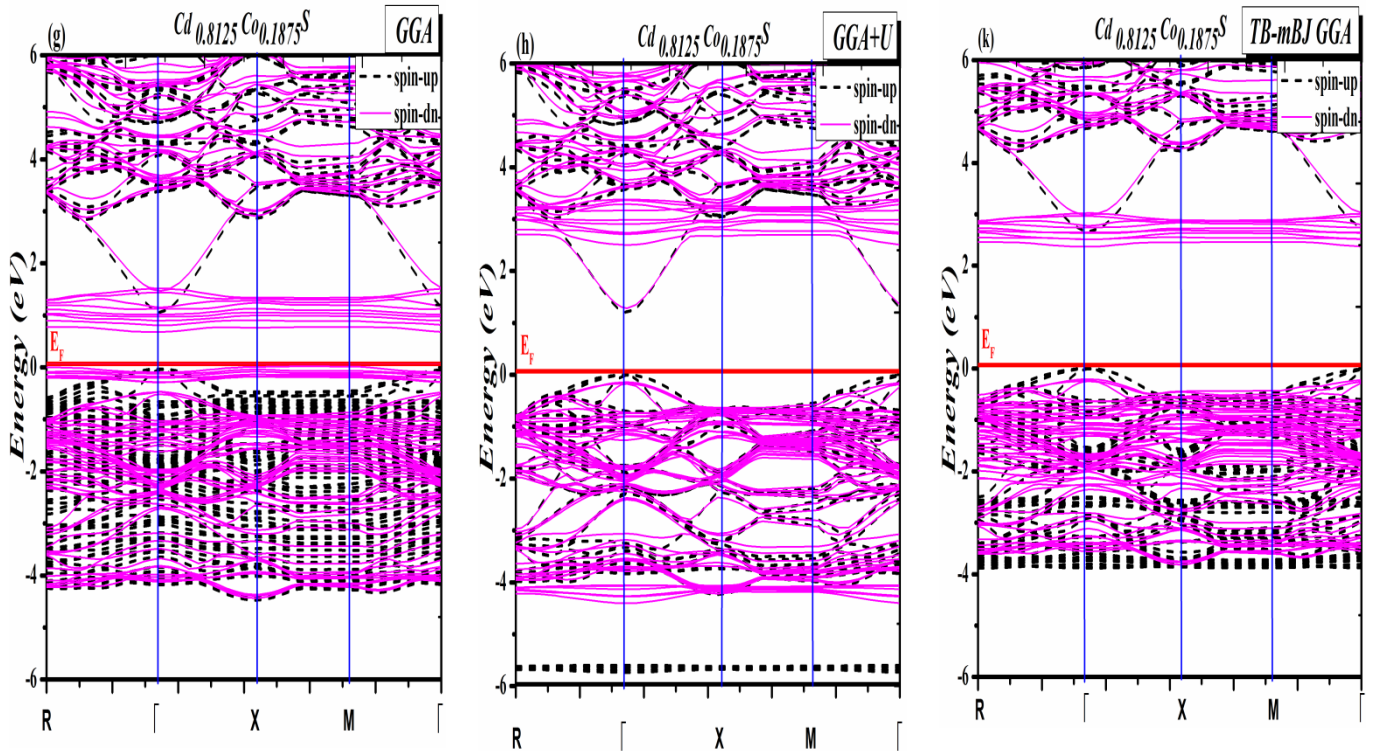 (g)
Cd 0.8125 Co 0.1875 S
GGA
spin-up
spin-dn
Energy (eV)
6
4
2
0
-2
-4
-6
E F
R
Γ
X
M
Γ
(h)
Cd 0.8125 Co 0.1875 S
GGA+U
spin-up
spin-dn
Energy (eV)
6
4
2
0
-2
-4
-6
E F
R
Γ
X
M
Γ
(k)
Cd 0.8125 Co 0.1875 S
TB-mBJ GGA
spin-up
spin-dn
Energy (eV)
6
4
2
0
-2
-4
-6
E F
R
Γ
X
M
Γ